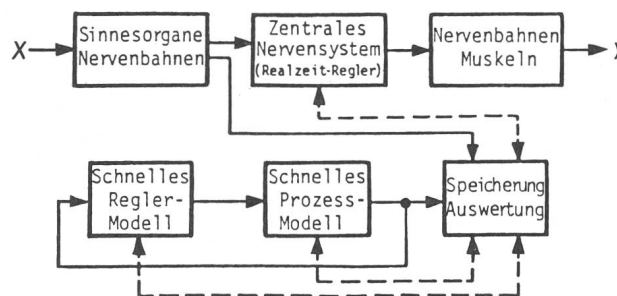 X
Sinnesorgane
Nervenbahnen
Zentrales
Nervensystem
(Realzeit-Regler)
Nervenbahnen
Muskeln
Schnelles
Regler-
Modell
Schnelles
Prozess-
Modell
Speicherung
Auswertung